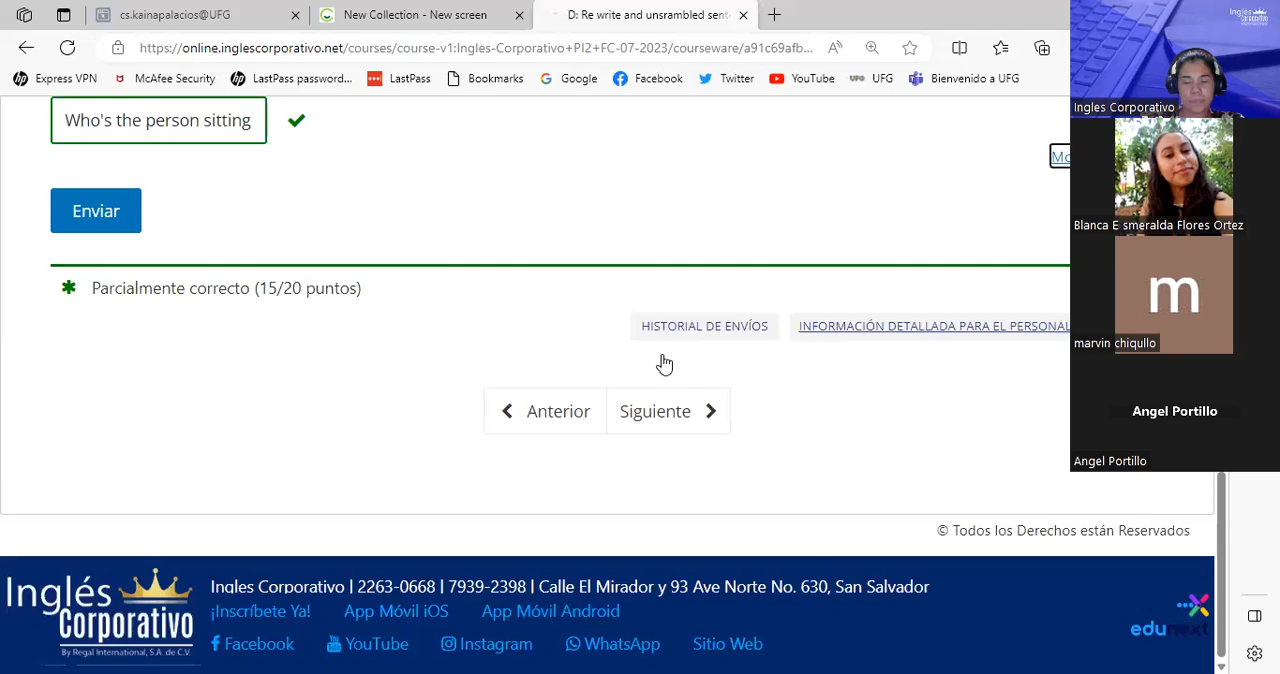 cs.kainapalacios@UFG
New Collection - New screen
D: Re write and unsrambled sent
https://online.inglescorporativo.net/courses/course-v1:Ingles-Corporativo+PI2+FC-07-2023/courseware/a91c69afb...
Express VPN
McAfee Security
LastPass password...
LastPass
Bookmarks
Google
Facebook
Twitter
YouTube
UFG
Bienvenido a UFG
Who's the person sitting
Mo
Enviar
Parcialmente correcto (15/20 puntos)
HISTORIAL DE ENVÍOS
INFORMACIÓN DETALLADA PARA EL PERSONAL
Anterior
Siguiente
© Todos los Derechos están Reservados
Inglés
Corporativo
By Regal International, S.A. de C.V.
Ingles Corporativo | 2263-0668 | 7939-2398 | Calle El Mirador y 93 Ave Norte No. 630, San Salvador
¡Inscríbete Ya!
App Móvil iOS
App Móvil Android
Facebook
YouTube
Instagram
WhatsApp
Sitio Web
edunext
Inglés
Corporativo
Ingles Corporativo
Blanca E smeralda Flores Ortez
m
marvin chiqullo
Angel Portillo
Angel Portillo